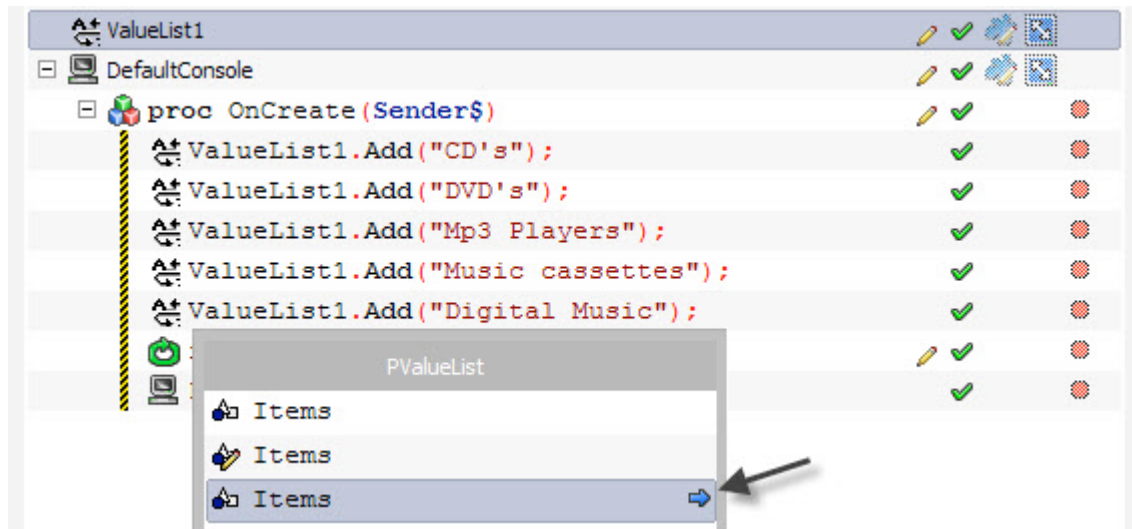 ValueList1
DefaultConsole
proc OnCreate(Sender$)
ValueList1.Add("CD's");
ValueList1.Add("DVD's");
ValueList1.Add("Mp3 Players");
ValueList1.Add("Music cassettes");
ValueList1.Add("Digital Music");
PValueList
Items
Items
Items